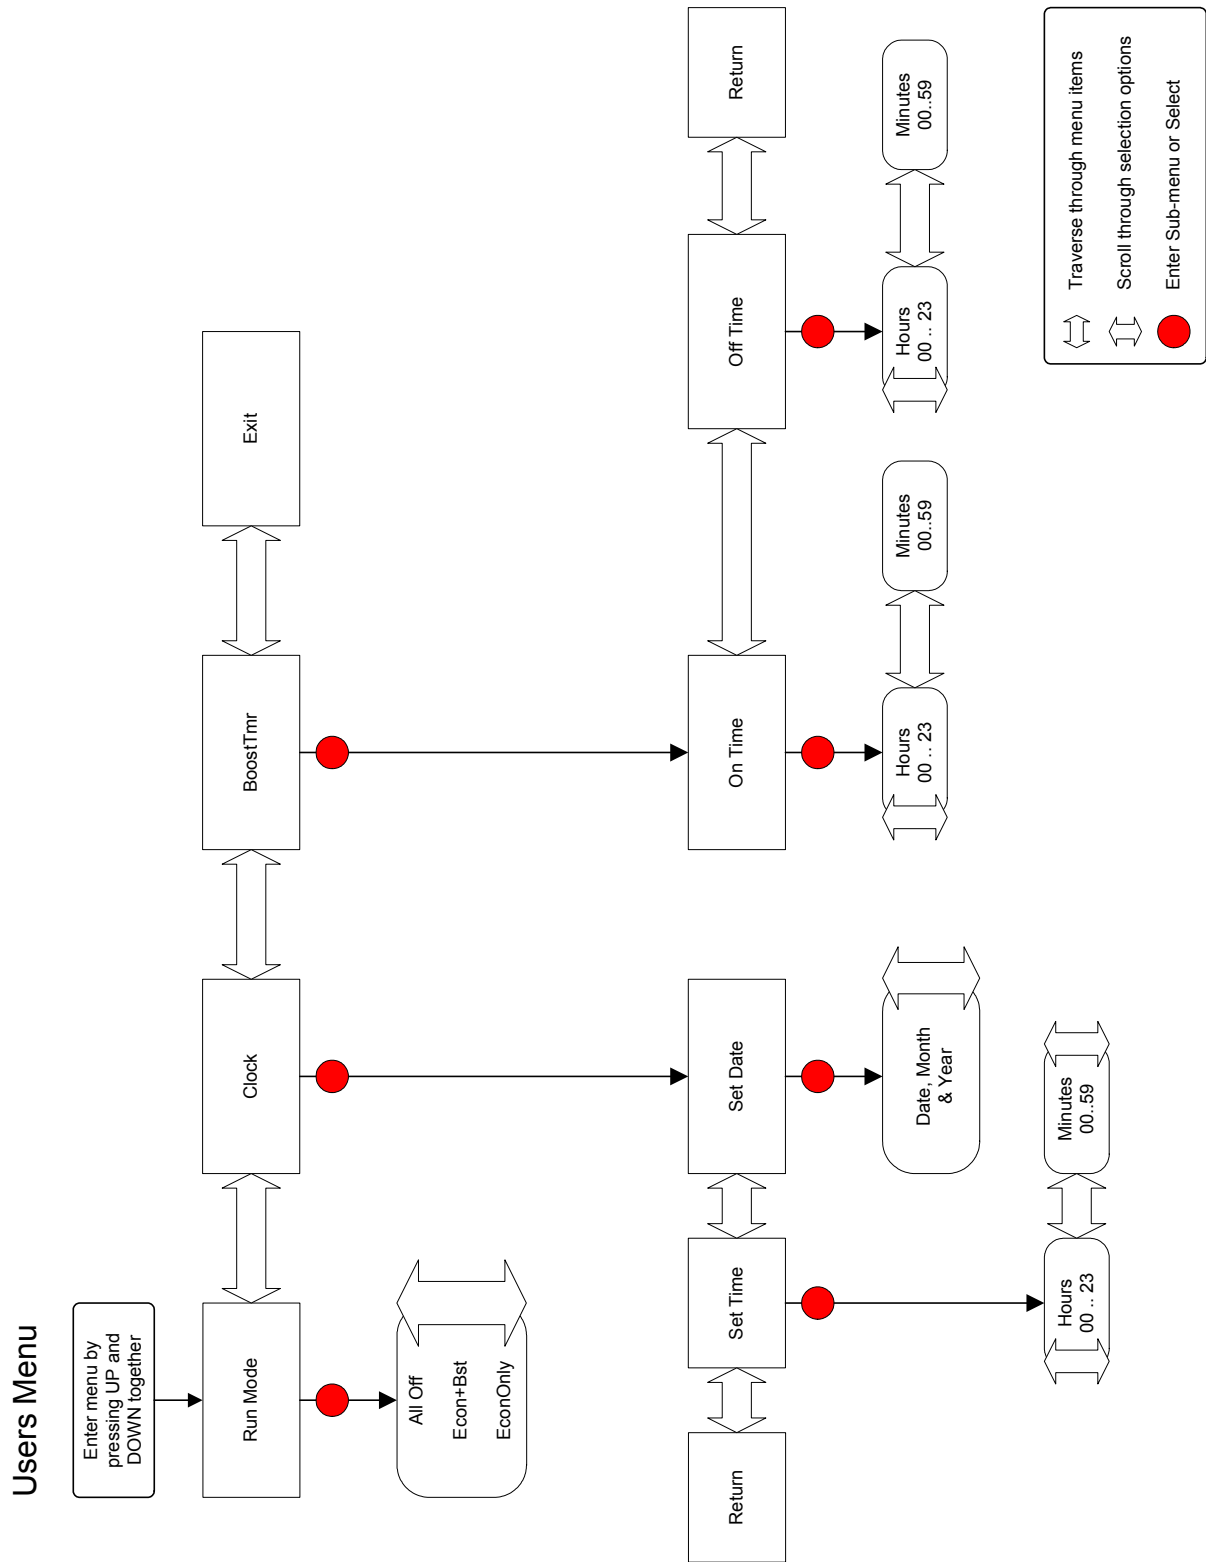 Users Menu
Enter menu by
pressing UP and
DOWN together
Run Mode
Clock
BoostTmr
Exit
All Off
Econ+Bst
EconOnly
Return
Set Time
Set Date
On Time
Off Time
Return
Date, Month
& Year
Hours
00 .. 23
Minutes
00..59
Hours
00 .. 23
Minutes
00..59
Hours
00 .. 23
Minutes
00..59
Traverse through menu items
Scroll through selection options
Enter Sub-menu or Select